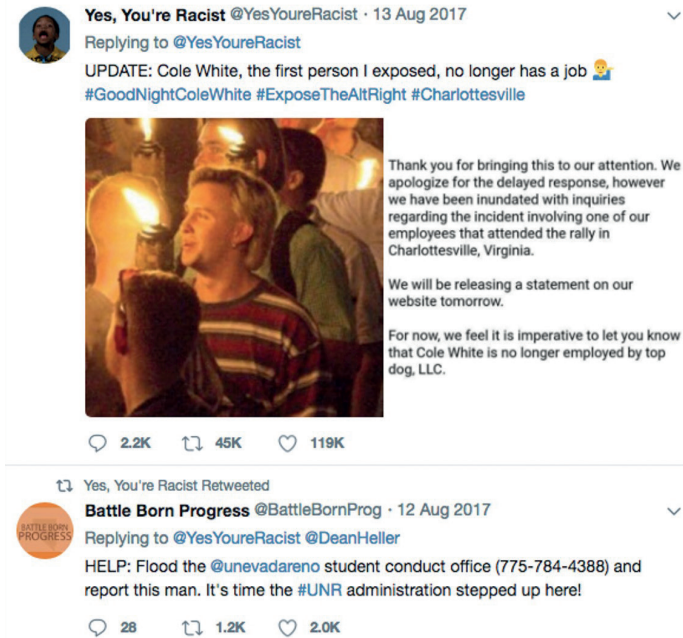 Yes, You're Racist @YesYoureRacist · 13 Aug 2017
Replying to @YesYoureRacist
UPDATE: Cole White, the first person I exposed, no longer has a job 🤷‍♂️
#GoodNightColeWhite #ExposeTheAltRight #Charlottesville
Thank you for bringing this to our attention. We
apologize for the delayed response, however
we have been inundated with inquiries
regarding the incident involving one of our
employees that attended the rally in
Charlottesville, Virginia.
We will be releasing a statement on our
website tomorrow.
For now, we feel it is imperative to let you know
that Cole White is no longer employed by top
dog, LLC.
2.2K 45K 119K
Yes, You're Racist Retweeted
Battle Born Progress @BattleBornProg · 12 Aug 2017
BATTLE BORN
PROGRESS
Replying to @YesYoureRacist @DeanHeller
HELP: Flood the @unevadareno student conduct office (775-784-4388) and
report this man. It's time the #UNR administration stepped up here!
28 1.2K 2.0K